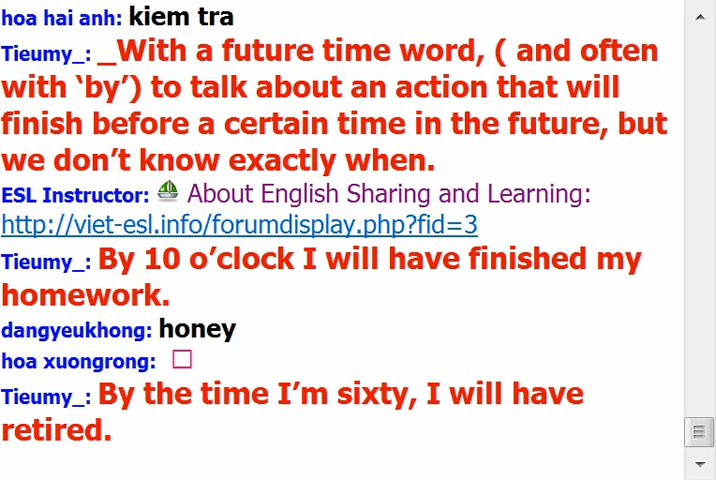 hoa hai anh: kiem tra
Tieumy_: _With a future time word, ( and often
with ‘by’) to talk about an action that will
finish before a certain time in the future, but
we don’t know exactly when.
ESL Instructor: About English Sharing and Learning:
http://viet-esl.info/forumdisplay.php?fid=3
Tieumy_: By 10 o’clock I will have finished my
homework.
dangyeukhong: honey
hoa xuongrong: □
Tieumy_: By the time I’m sixty, I will have
retired.